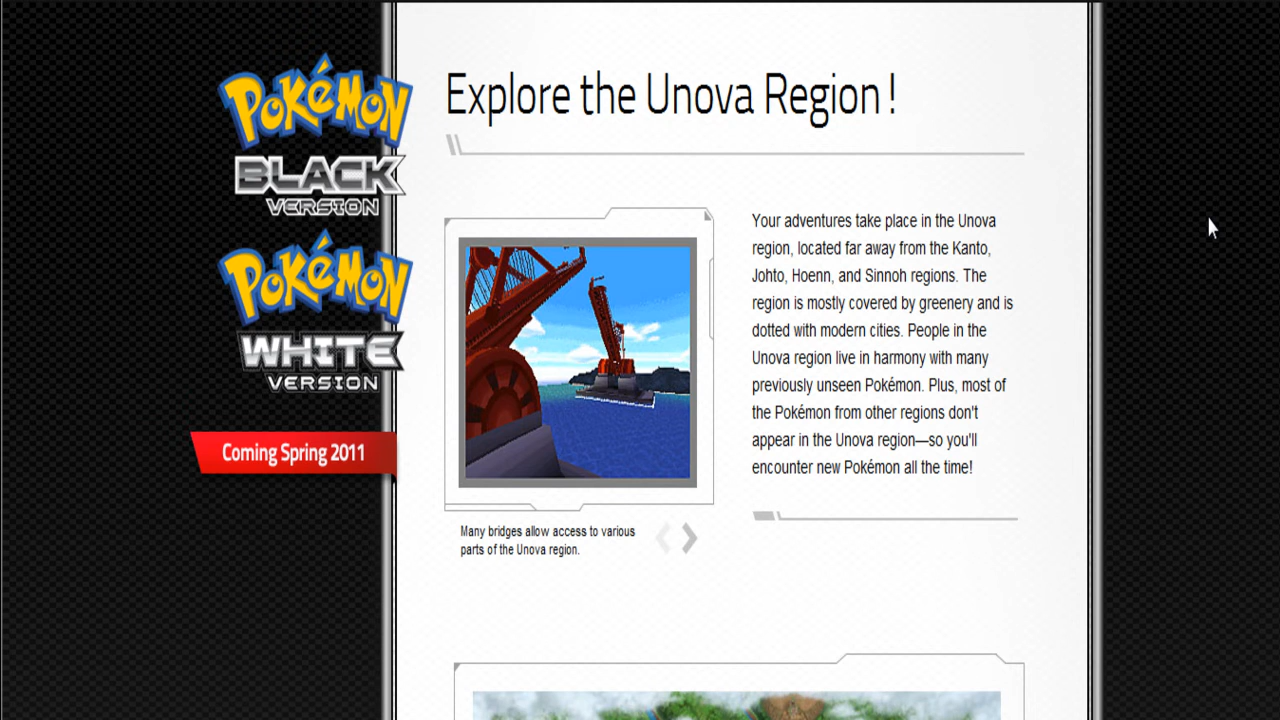 POKéMON
BLACK
VERSION
POKéMON
WHITE
VERSION
Coming Spring 2011
Explore the Unova Region !
Your adventures take place in the Unova
region, located far away from the Kanto,
Johto, Hoenn, and Sinnoh regions. The
region is mostly covered by greenery and is
dotted with modern cities. People in the
Unova region live in harmony with many
previously unseen Pokémon. Plus, most of
the Pokémon from other regions don't
appear in the Unova region—so you'll
encounter new Pokémon all the time!
Many bridges allow access to various
parts of the Unova region.